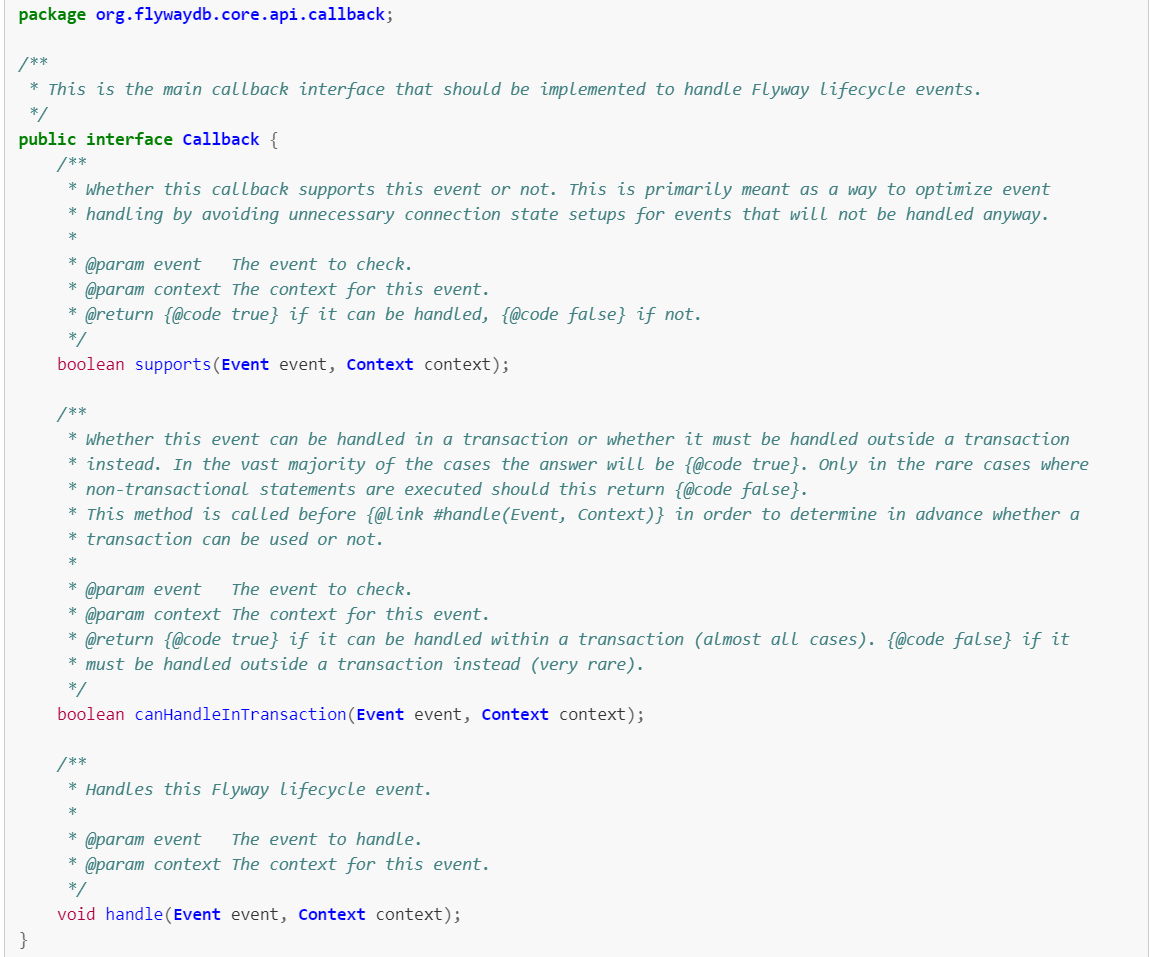 package org.flywaydb.core.api.callback;

/**
 * This is the main callback interface that should be implemented to handle Flyway lifecycle events.
 */
public interface Callback {
    /**
     * Whether this callback supports this event or not. This is primarily meant as a way to optimize event
     * handling by avoiding unnecessary connection state setups for events that will not be handled anyway.
     *
     * @param event   The event to check.
     * @param context The context for this event.
     * @return {@code true} if it can be handled, {@code false} if not.
     */
    boolean supports(Event event, Context context);

    /**
     * Whether this event can be handled in a transaction or whether it must be handled outside a transaction
     * instead. In the vast majority of the cases the answer will be {@code true}. Only in the rare cases where
     * non-transactional statements are executed should this return {@code false}.
     * This method is called before {@link #handle(Event, Context)} in order to determine in advance whether a
     * transaction can be used or not.
     *
     * @param event   The event to check.
     * @param context The context for this event.
     * @return {@code true} if it can be handled within a transaction (almost all cases). {@code false} if it
     * must be handled outside a transaction instead (very rare).
     */
    boolean canHandleInTransaction(Event event, Context context);

    /**
     * Handles this Flyway lifecycle event.
     *
     * @param event   The event to handle.
     * @param context The context for this event.
     */
    void handle(Event event, Context context);
}